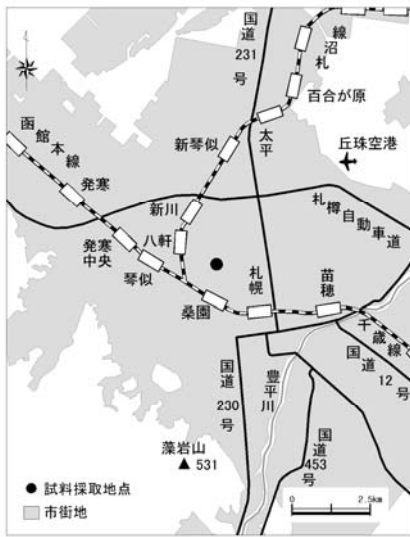 国道
231
号
札沼線
百合が原
太平
新琴似
丘珠空港
函館本線
発寒
新川
札樽自動車道
八軒
発寒
中央
琴似
札幌
苗穂
桑園
千歳線
国道
12
号
国道
230
号
豊平川
国道
453
号
藻岩山
▲ 531
● 試料採取地点
市街地
0 2.5km